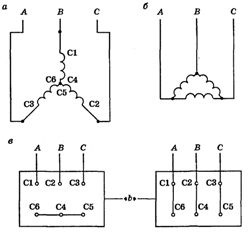 а
б
A B C
A B C
C1
C6 C4
C5
C3
C2
в
A B C
A B C
C1 C2 C3
C1 C2 C3
b
C6 C4 C5
C6 C4 C5